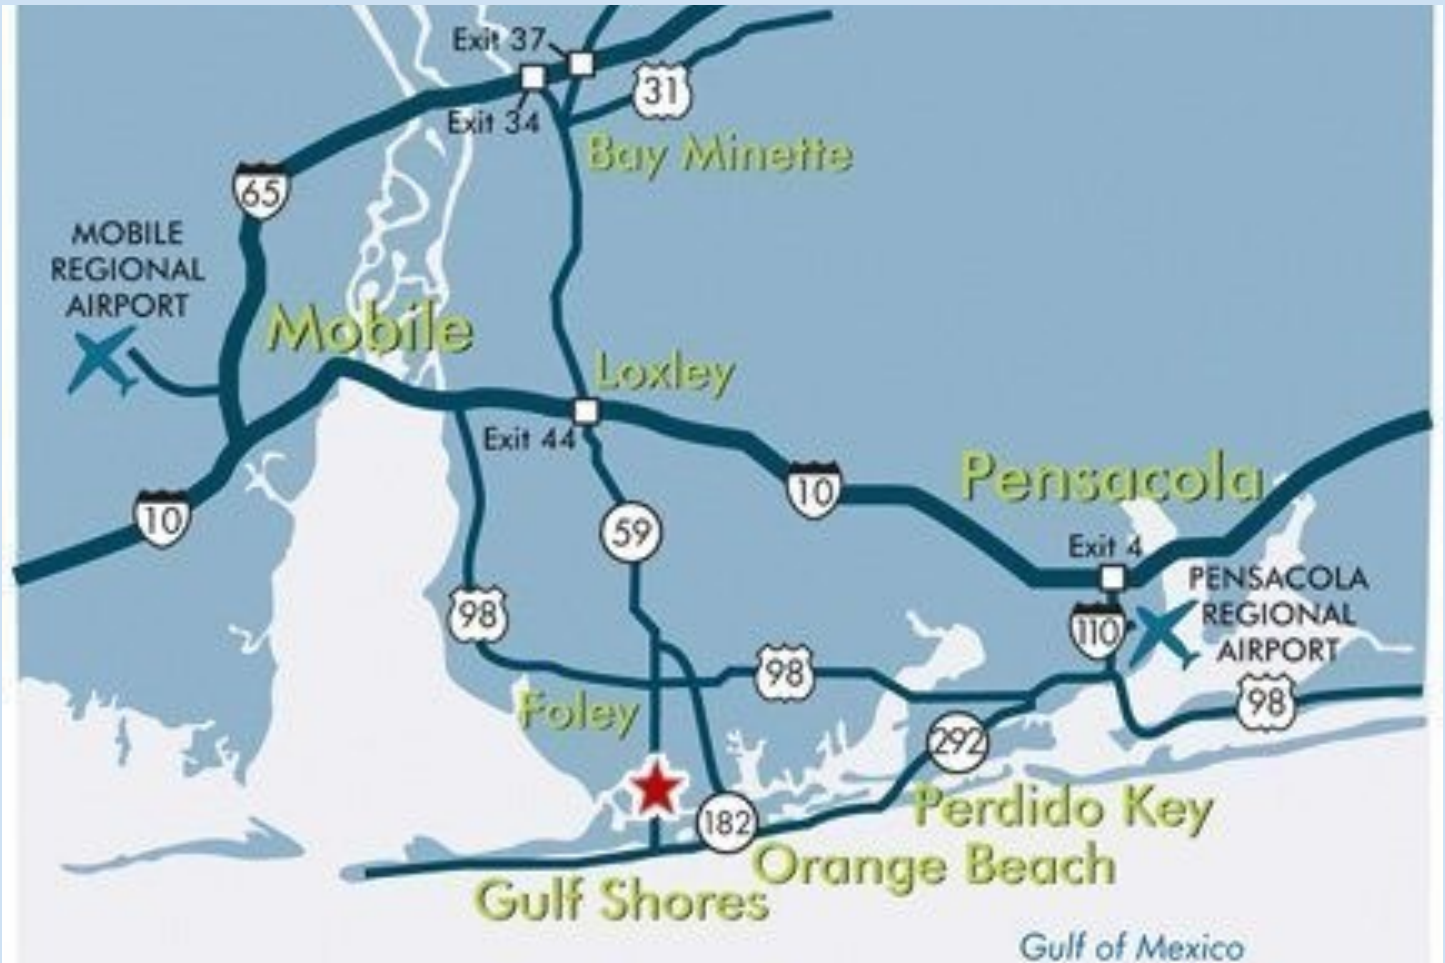 Exit 37
31
Exit 34
Bay Minette
65
MOBILE
REGIONAL
AIRPORT
Mobile
Loxley
Exit 44
10
10
59
Pensacola
Exit 4
PENSACOLA
REGIONAL
AIRPORT
110
98
98
98
Foley
292
182
Perdido Key
Orange Beach
Gulf Shores
Gulf of Mexico